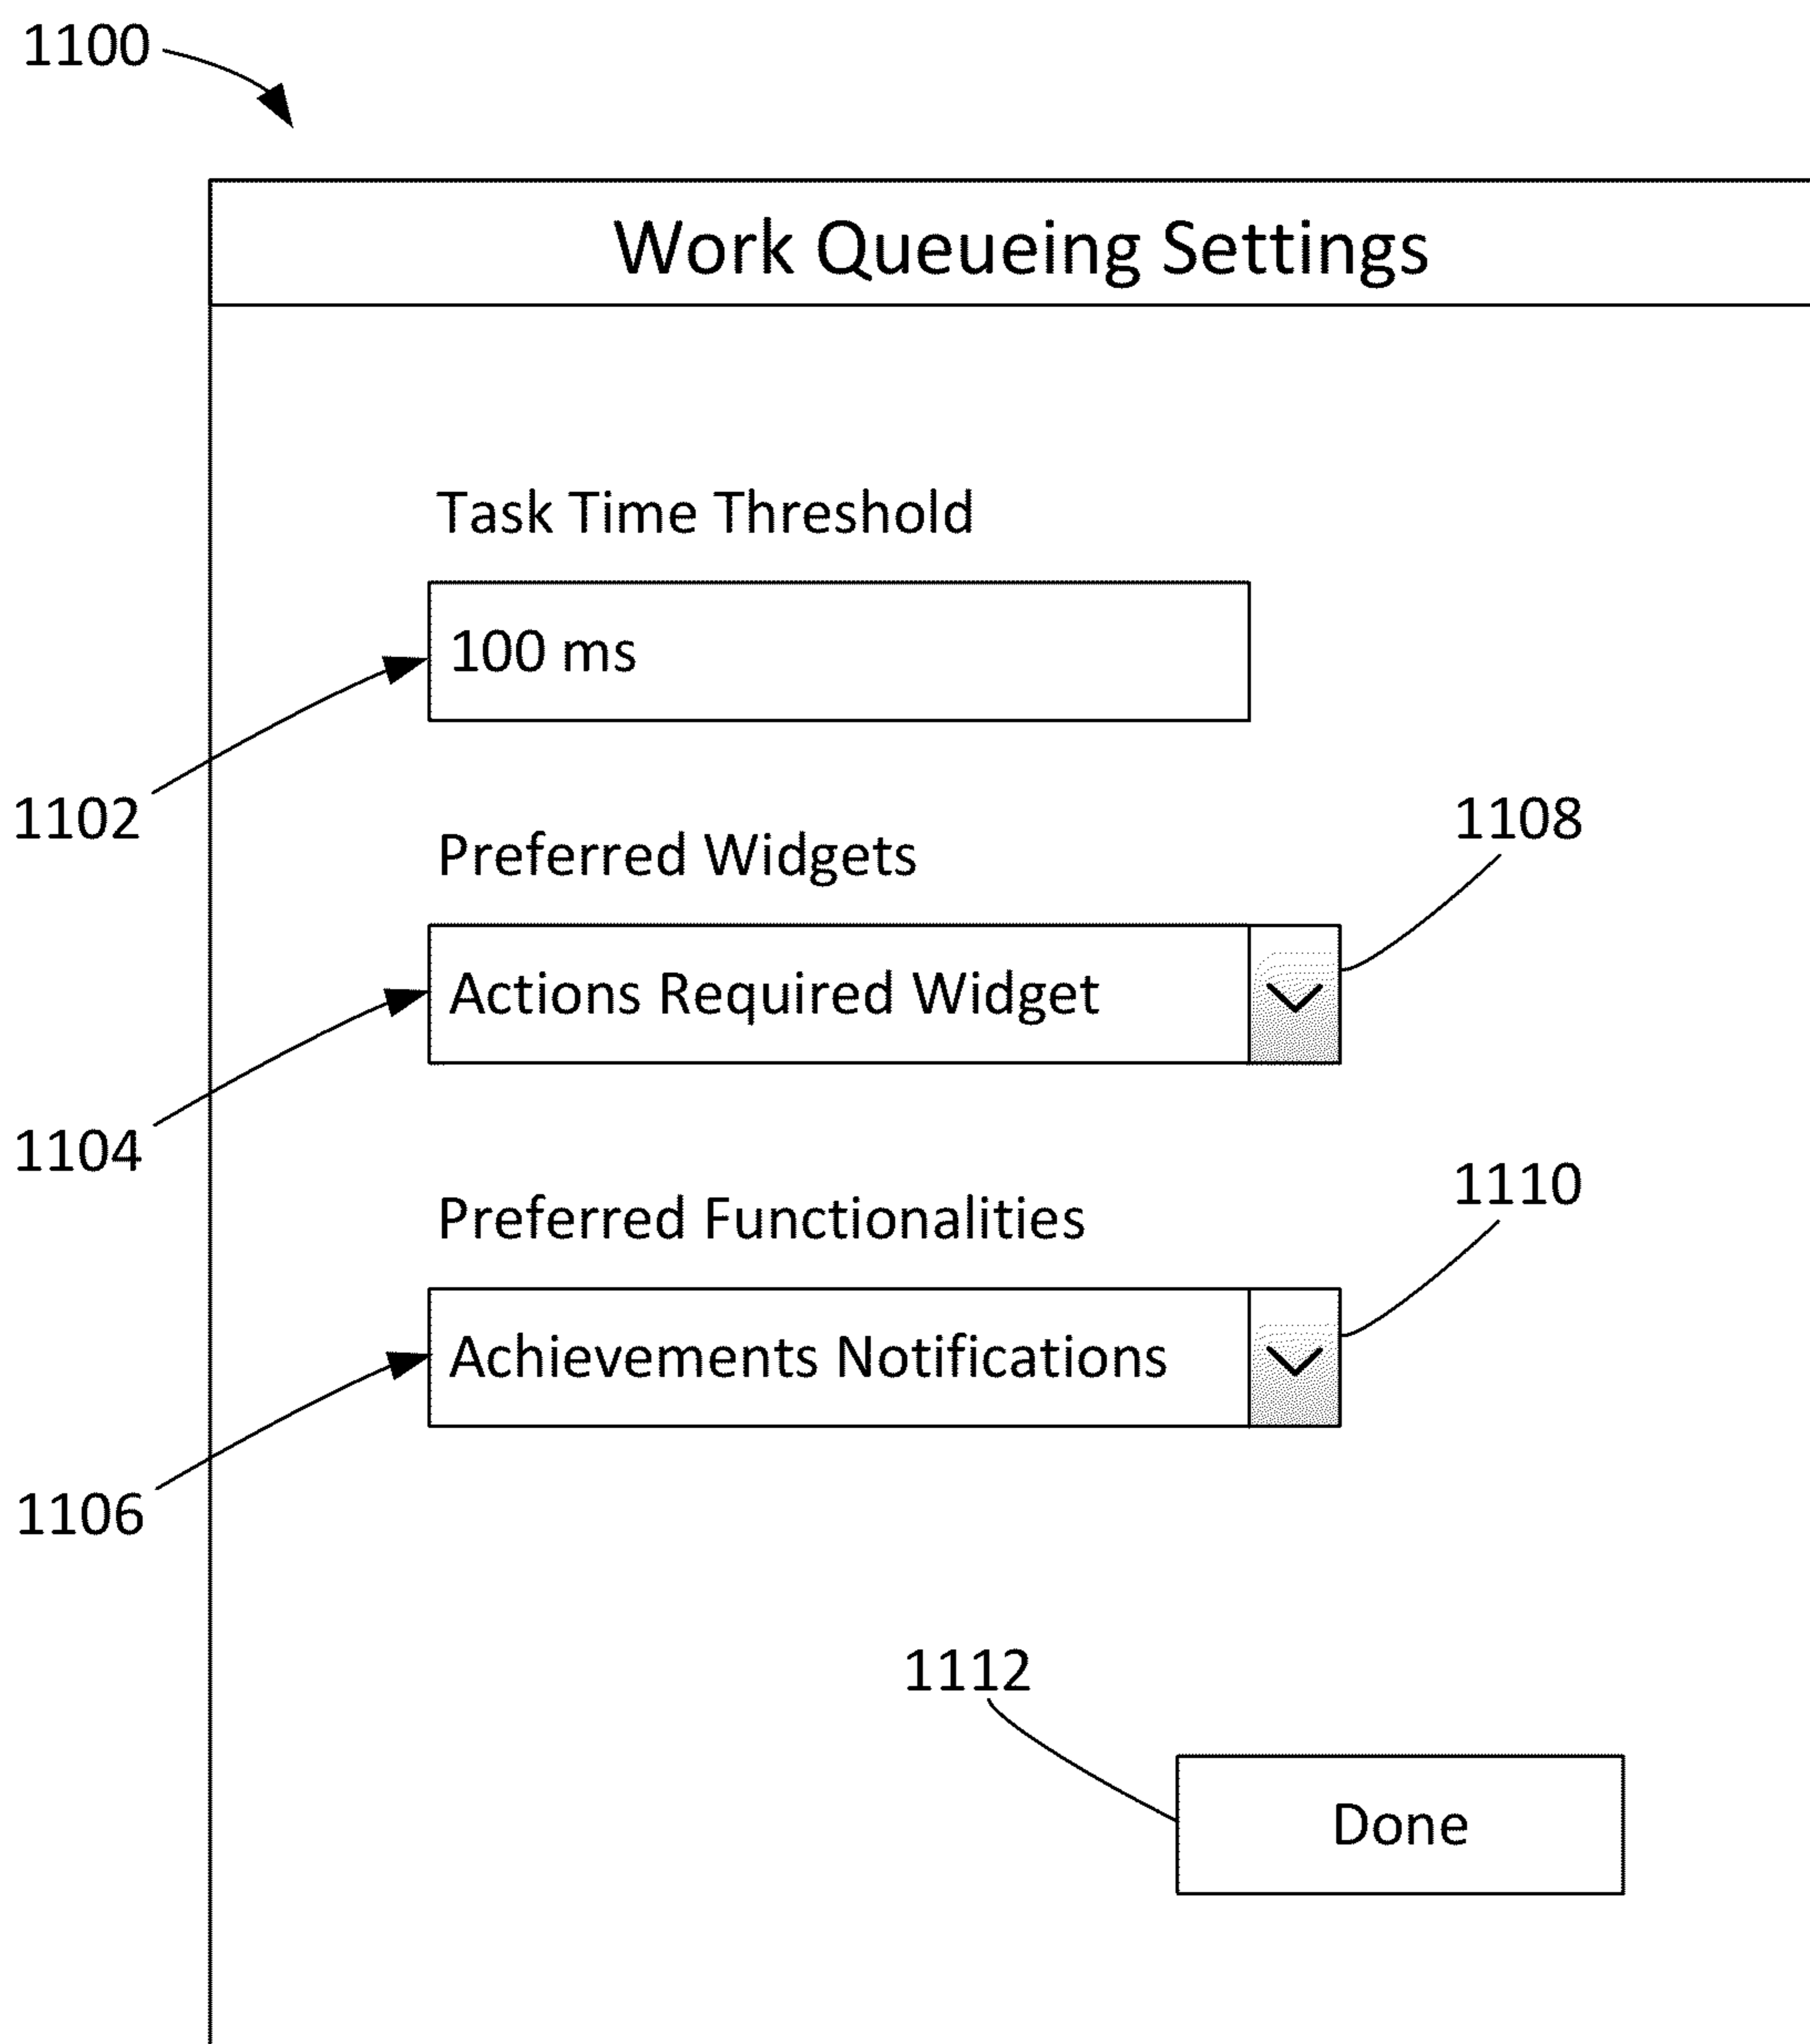 1100
Work Queueing Settings
Task Time Threshold
100 ms
1102
1108
Preferred Widgets
Actions Required Widget
1104
1110
Preferred Functionalities
Achievements Notifications
1106
1112
Done